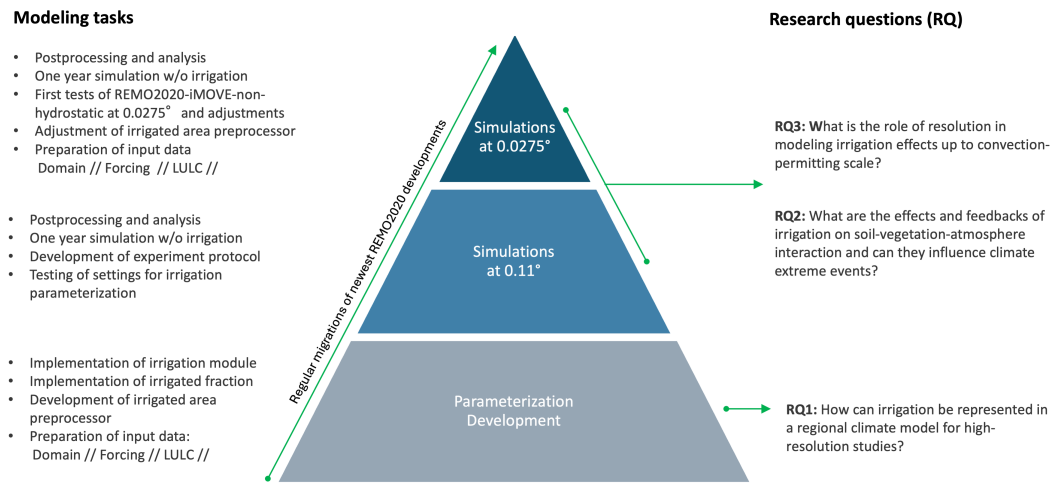 Modeling tasks
• Postprocessing and analysis
• One year simulation w/o irrigation
• First tests of REMO2020-iMOVE-non-
hydrostatic at 0.0275° and adjustments
• Adjustment of irrigated area preprocessor
• Preparation of input data
Domain // Forcing // LULC //
• Postprocessing and analysis
• One year simulation w/o irrigation
• Development of experiment protocol
• Testing of settings for irrigation
parameterization
• Implementation of irrigation module
• Implementation of irrigated fraction
• Development of irrigated area
preprocessor
• Preparation of input data:
Domain // Forcing // LULC //
Regular migrations of newest REMO2020 developments
Simulations
at 0.0275°
Simulations
at 0.11°
Parameterization
Development
Research questions (RQ)
RQ3: What is the role of resolution in
modeling irrigation effects up to convection-
permitting scale?
RQ2: What are the effects and feedbacks of
irrigation on soil-vegetation-atmosphere
interaction and can they influence climate
extreme events?
RQ1: How can irrigation be represented in
a regional climate model for high-
resolution studies?